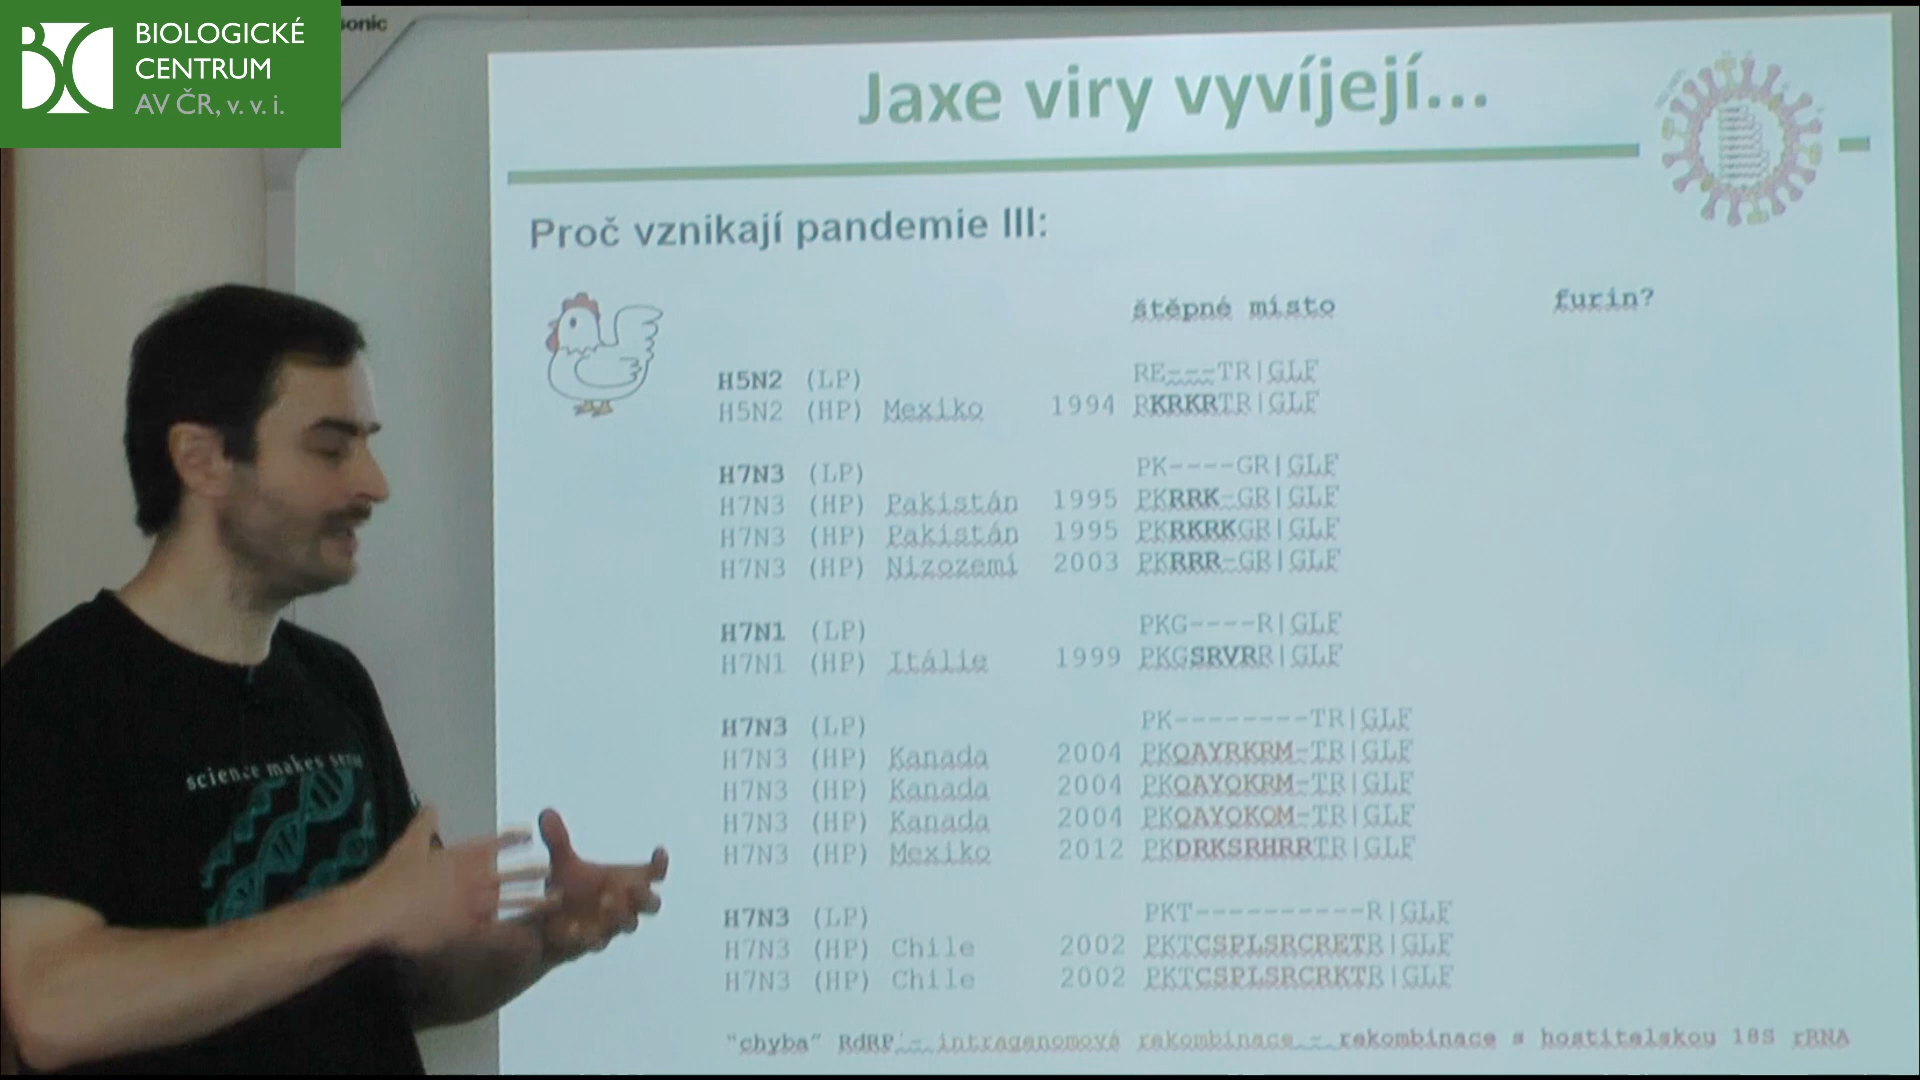 BIOLOGICKÉ
CENTRUM
AV ČR, v. v. i.
sonic
Jaxe viry vyvíjejí...
Proč vznikají pandemie III:
štěpné místo furin?
H5N2 (LP) RE---TR|GLF
H5N2 (HP) Mexiko 1994 RKRKRTR|GLF
H7N3 (LP) PK----GR|GLF
H7N3 (HP) Pakistán 1995 PKRRK-GR|GLF
H7N3 (HP) Pakistán 1995 PKRKRKGR|GLF
H7N3 (HP) Nizozemí 2003 PKRRR-GR|GLF
H7N1 (LP) PKG----R|GLF
H7N1 (HP) Itálie 1999 PKGSRVRR|GLF
H7N3 (LP) PK--------TR|GLF
H7N3 (HP) Kanada 2004 PKQAYRKRM-TR|GLF
H7N3 (HP) Kanada 2004 PKQAYQKRM-TR|GLF
H7N3 (HP) Kanada 2004 PKQAYQKQM-TR|GLF
H7N3 (HP) Mexiko 2012 PKDRKSRHRRTR|GLF
H7N3 (LP) PKT----------R|GLF
H7N3 (HP) Chile 2002 PKTCSPLSRCRETR|GLF
H7N3 (HP) Chile 2002 PKTCSPLSRCRKTR|GLF
"chyba" RdRP - intragenomová rekombinace - rekombinace s hostitelskou 18S rRNA
science makes sense